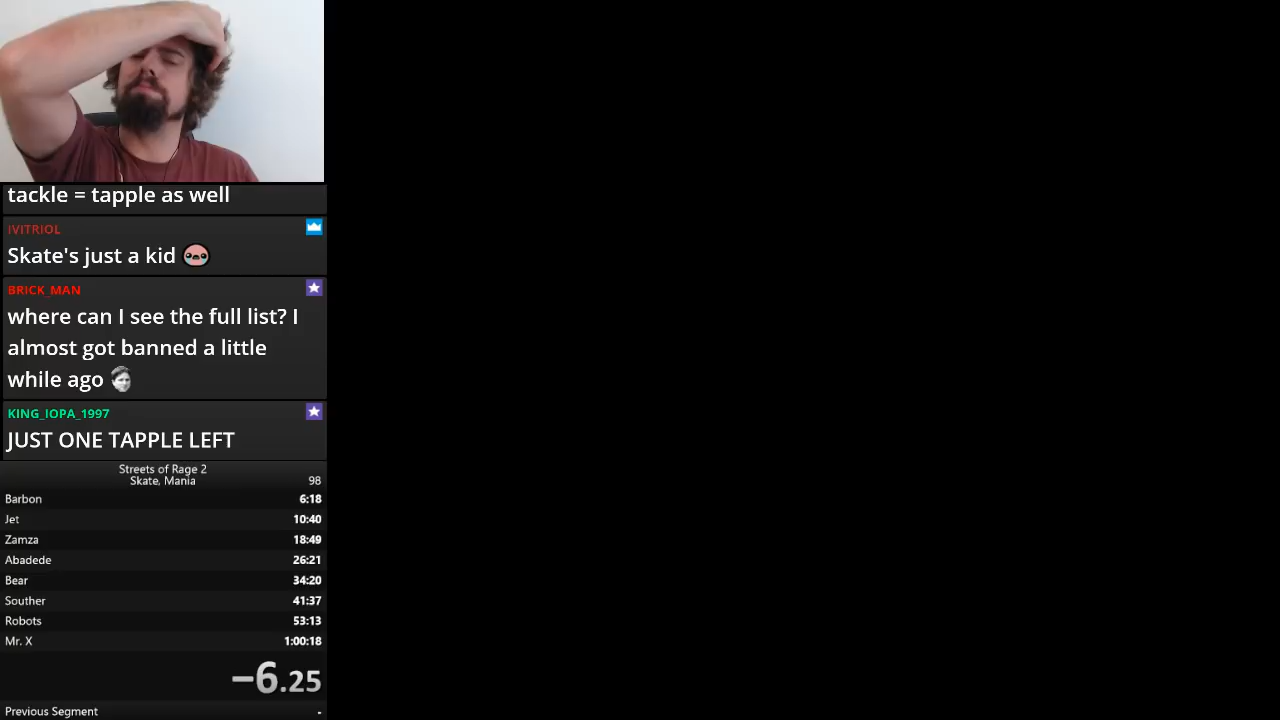 tackle = tapple as well
IVITRIOL
Skate's just a kid
BRICK_MAN
where can I see the full list? I
almost got banned a little
while ago
KING_IOPA_1997
JUST ONE TAPPLE LEFT
Streets of Rage 2
Skate, Mania 98
Barbon 6:18
Jet 10:40
Zamza 18:49
Abadede 26:21
Bear 34:20
Souther 41:37
Robots 53:13
Mr. X 1:00:18
−6.25
Previous Segment -